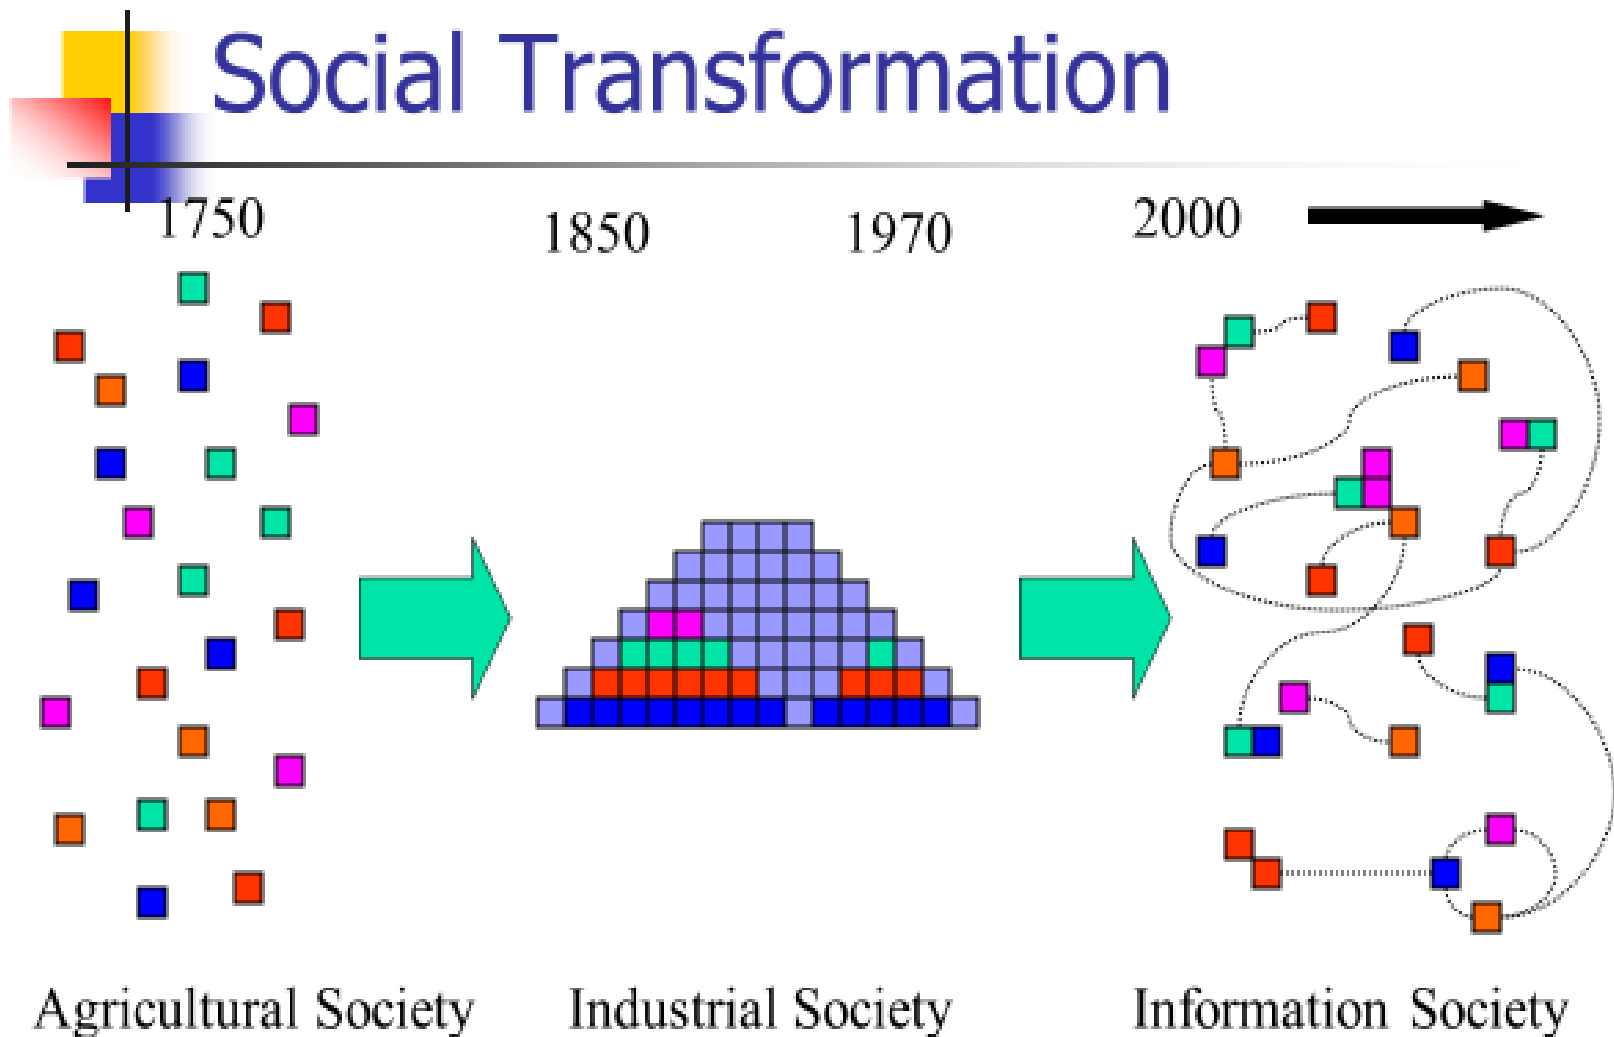 Social Transformation
1750
1850 1970
2000
Agricultural Society Industrial Society Information Society